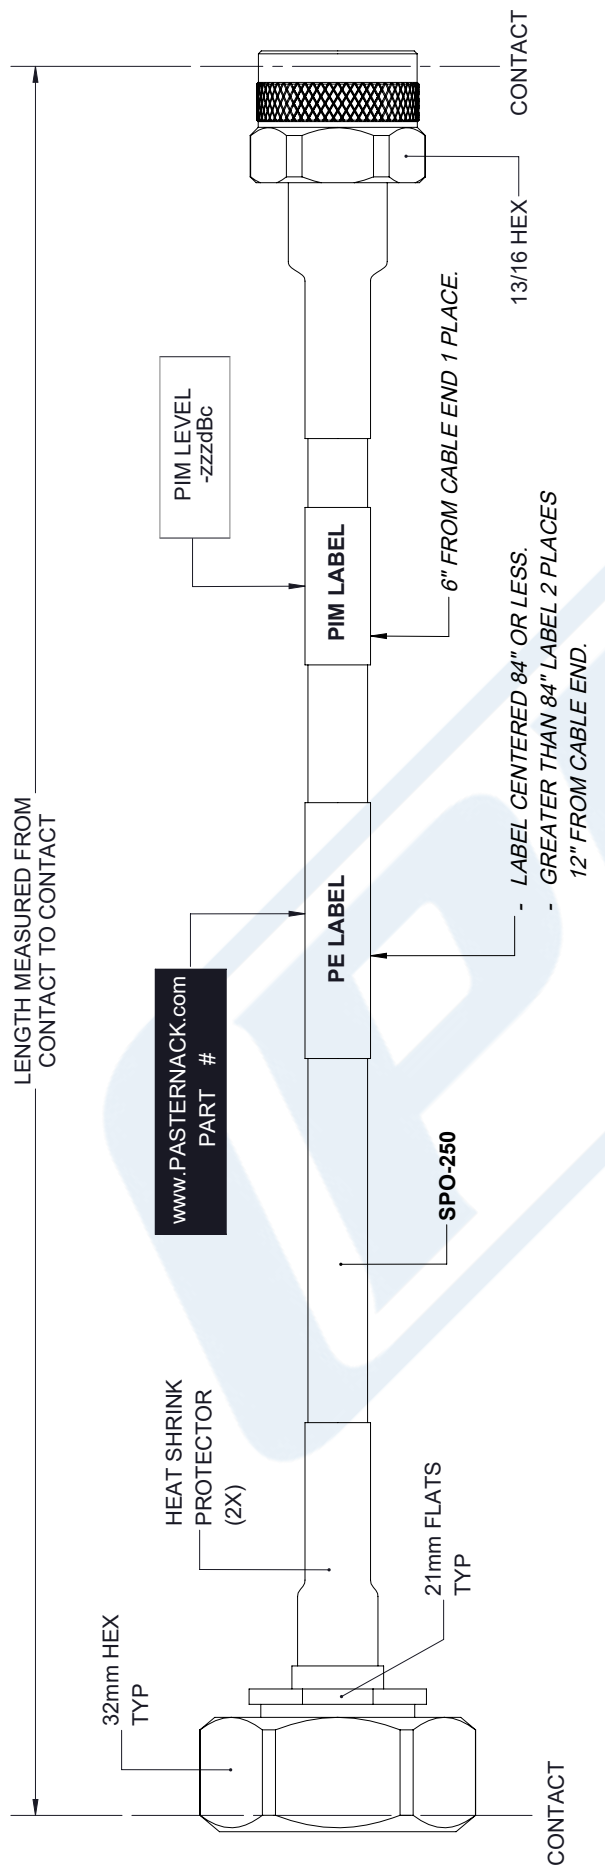 LENGTH MEASURED FROM
CONTACT TO CONTACT
32mm HEX
TYP
HEAT SHRINK
PROTECTOR
(2X)
www.PASTERNACK.com
PART #
PIM LEVEL
-zzzdBc
PE LABEL
PIM LABEL
21mm FLATS
TYP
SPO-250
6" FROM CABLE END 1 PLACE.
- LABEL CENTERED 84" OR LESS.
- GREATER THAN 84" LABEL 2 PLACES
12" FROM CABLE END.
13/16 HEX
CONTACT
CONTACT